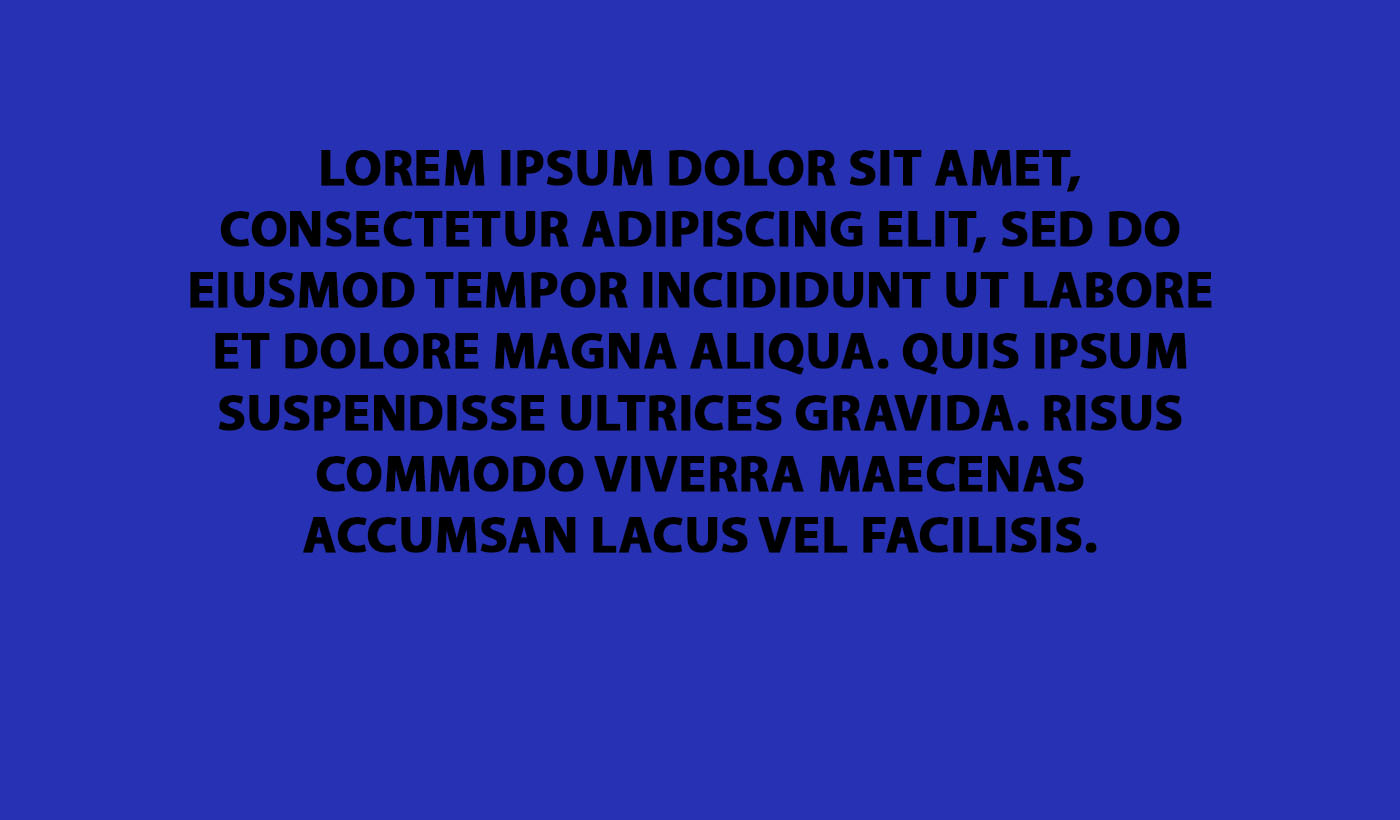 LOREM IPSUM DOLOR SIT AMET,
CONSECTETUR ADIPISCING ELIT, SED DO
EIUSMOD TEMPOR INCIDIDUNT UT LABORE
ET DOLORE MAGNA ALIQUA. QUIS IPSUM
SUSPENDISSE ULTRICES GRAVIDA. RISUS
COMMODO VIVERRA MAECENAS
ACCUMSAN LACUS VEL FACILISIS.